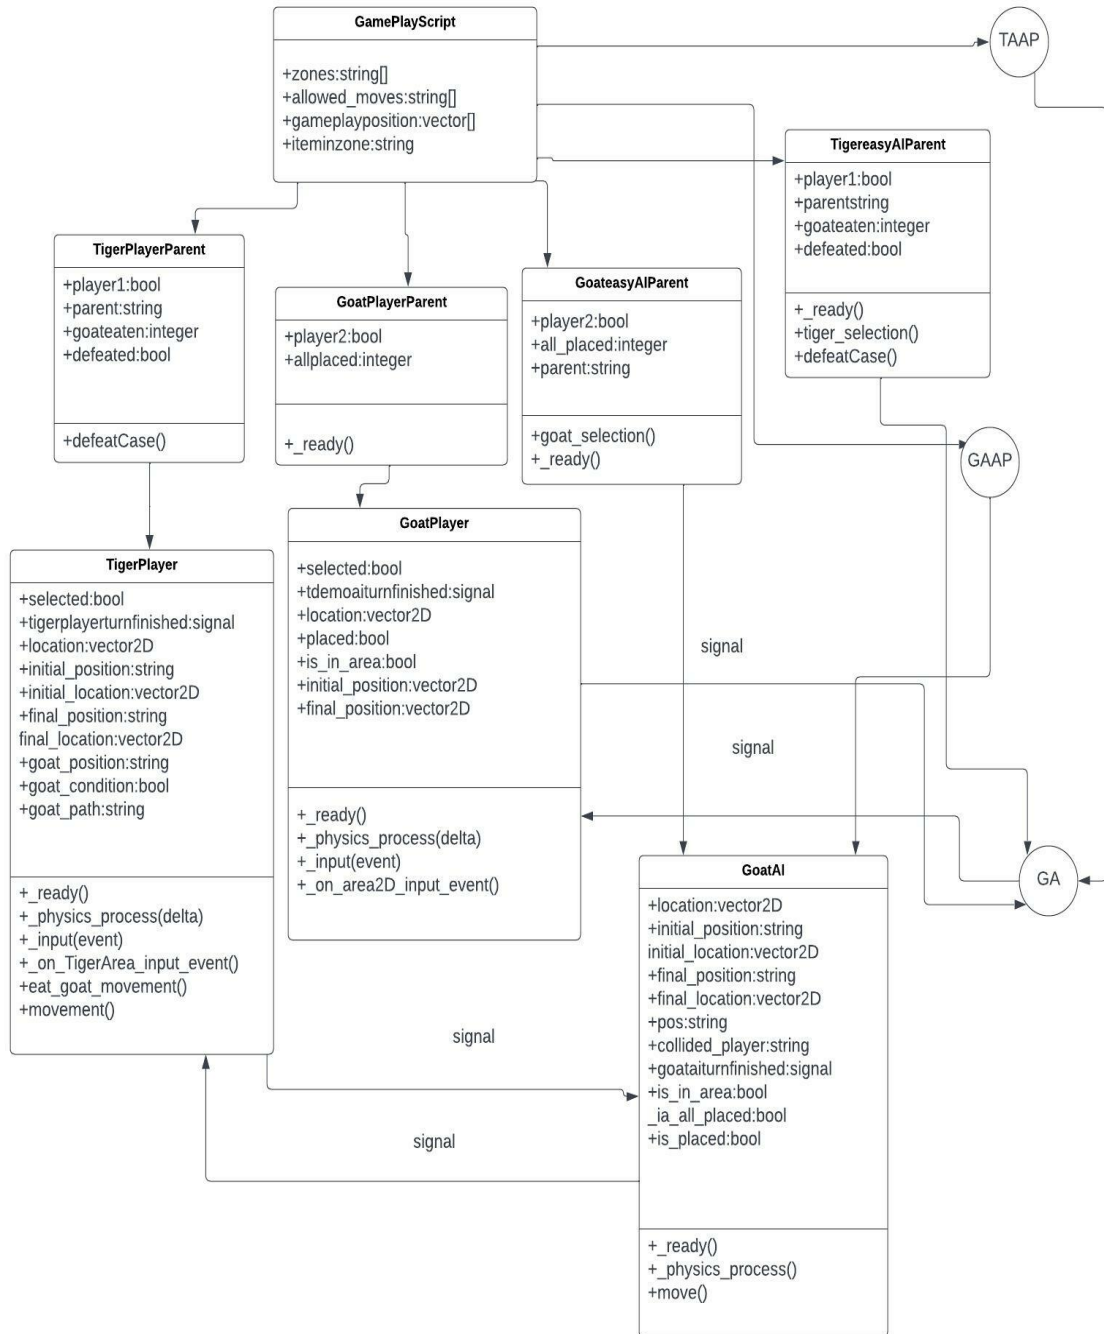 GamePlayScript
+zones:string[]
+allowed_moves:string[]
+gameplayposition:vector[]
+iteminzone:string
TAAP
TigereasyAIParent
+player1:bool
+parentstring
+goateaten:integer
+defeated:bool
+_ready()
+tiger_selection()
+defeatCase()
TigerPlayerParent
+player1:bool
+parent:string
+goateaten:integer
+defeated:bool
+defeatCase()
GoatPlayerParent
+player2:bool
+allplaced:integer
+_ready()
GoateasyAIParent
+player2:bool
+all_placed:integer
+parent:string
+goat_selection()
+_ready()
GAAP
TigerPlayer
+selected:bool
+tigerplayerturnfinished:signal
+location:vector2D
+initial_position:string
+initial_location:vector2D
+final_position:string
final_location:vector2D
+goat_position:string
+goat_condition:bool
+goat_path:string
+_ready()
+_physics_process(delta)
+_input(event)
+_on_TigerArea_input_event()
+eat_goat_movement()
+movement()
GoatPlayer
+selected:bool
+tdemoaiturnfinished:signal
+location:vector2D
+placed:bool
+is_in_area:bool
+initial_position:vector2D
+final_position:vector2D
+_ready()
+_physics_process(delta)
+_input(event)
+_on_area2D_input_event()
signal
signal
GA
GoatAI
+location:vector2D
+initial_position:string
initial_location:vector2D
+final_position:string
+final_location:vector2D
+pos:string
+collided_player:string
+goataiturnfinished:signal
+is_in_area:bool
_ia_all_placed:bool
+is_placed:bool
+_ready()
+_physics_process()
+move()
signal
signal